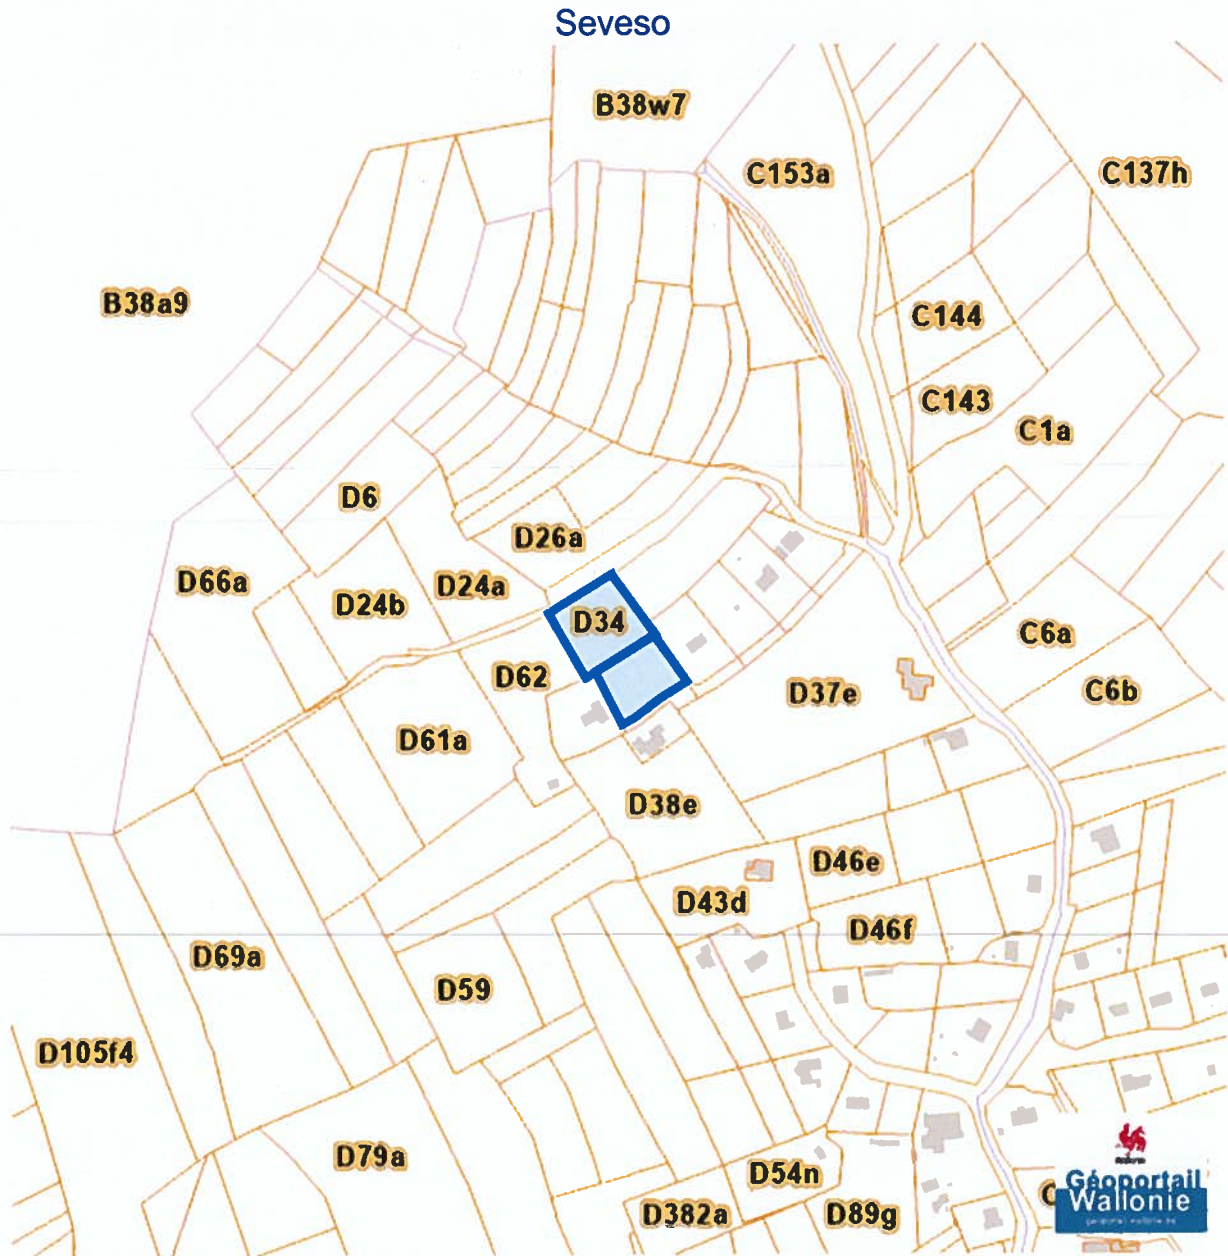 Seveso
B38w7
C153a
C137h
B38a9
C144
C143
C1a
D6
D26a
D66a
D24b
D24a
D34
C6a
D62
D37e
C6b
D61a
D38e
D46e
D43d
D46f
D69a
D59
D105f4
D79a
D54n
D382a
D89g
Géoportail
Wallonie